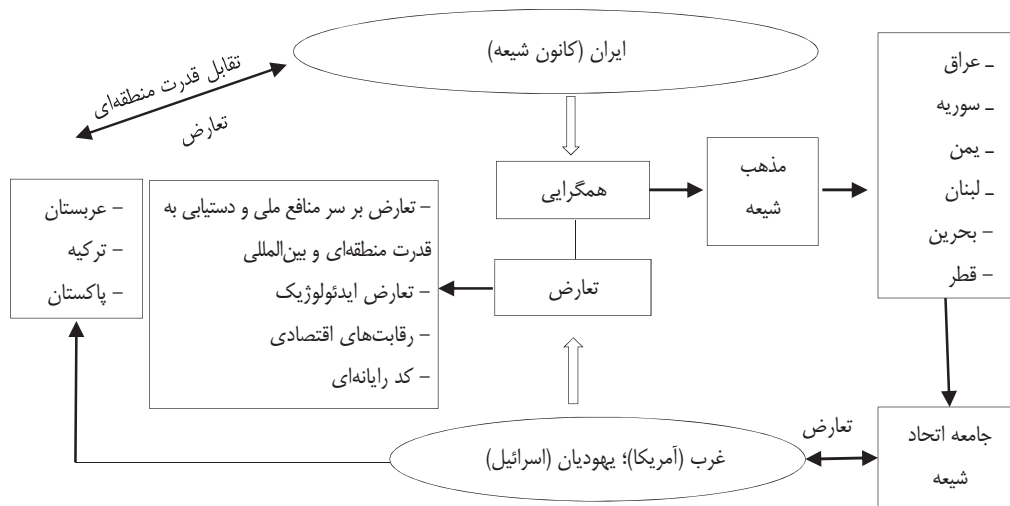 ایران (کانون شیعه)
تقابل قدرت منطقه‌ای
تعارض
ـ عراق
ـ سوریه
ـ یمن
ـ لبنان
– بحرین
– قطر
مذهب
شیعه
همگرایی
تعارض
– تعارض بر سر منافع ملی و دستیابی به
قدرت منطقه‌ای و بین‌المللی
– تعارض ایدئولوژیک
– رقابت‌های اقتصادی
– کد رایانه‌ای
– عربستان
– ترکیه
– پاکستان
جامعه اتحاد
شیعه
تعارض
غرب (آمریکا)؛ یهودیان (اسرائیل)